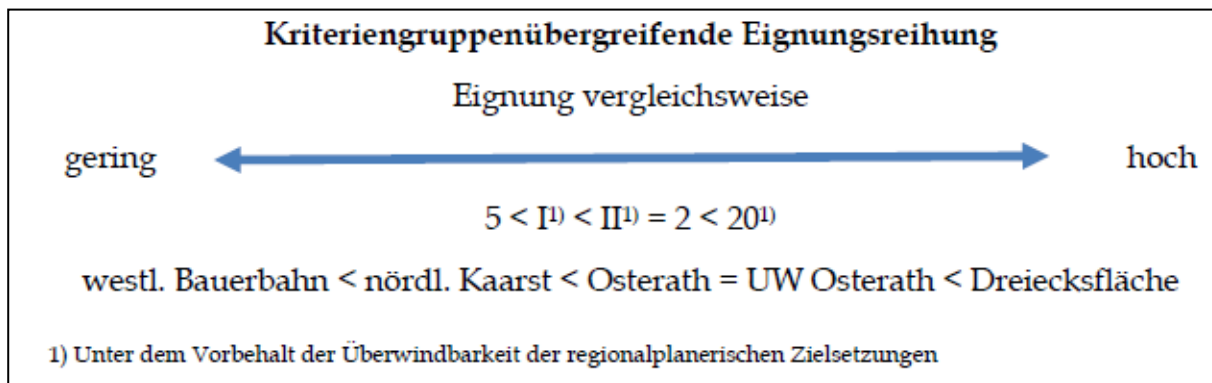 Kriteriengruppenübergreifende Eignungsreihung
Eignung vergleichsweise
gering hoch
5 < I¹⁾ < II¹⁾ = 2 < 20¹⁾
westl. Bauerbahn < nördl. Kaarst < Osterath = UW Osterath < Dreiecksfläche
1) Unter dem Vorbehalt der Überwindbarkeit der regionalplanerischen Zielsetzungen